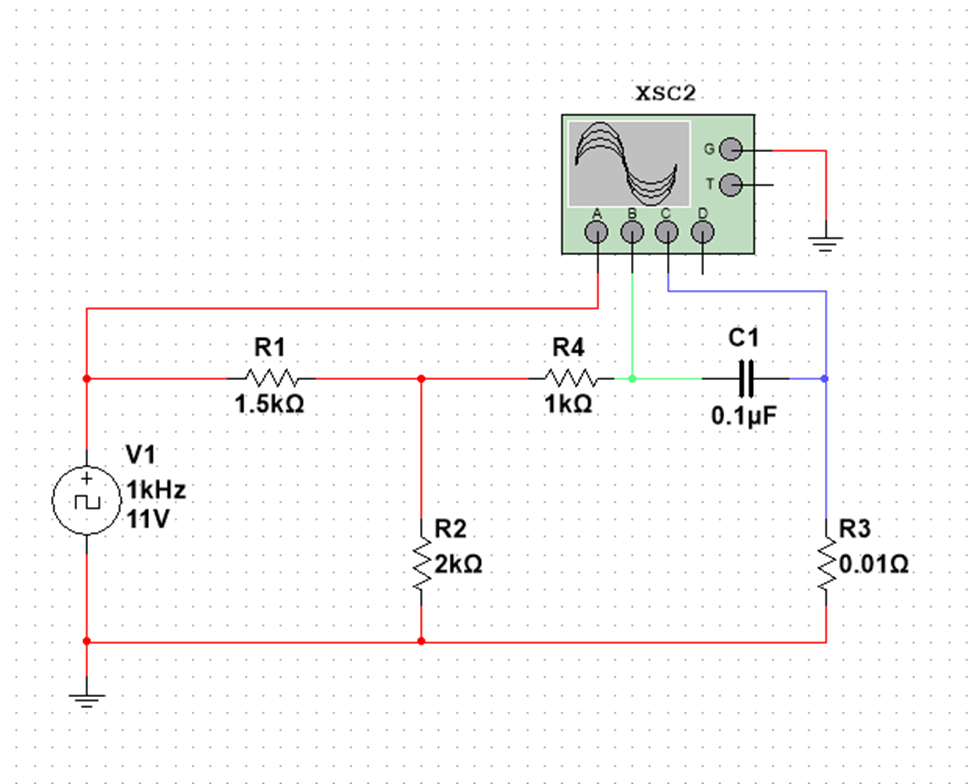 XSC2
G
T
A B C D
R1
1.5kΩ
R4
1kΩ
C1
0.1µF
V1
1kHz
11V
R2
2kΩ
R3
0.01Ω